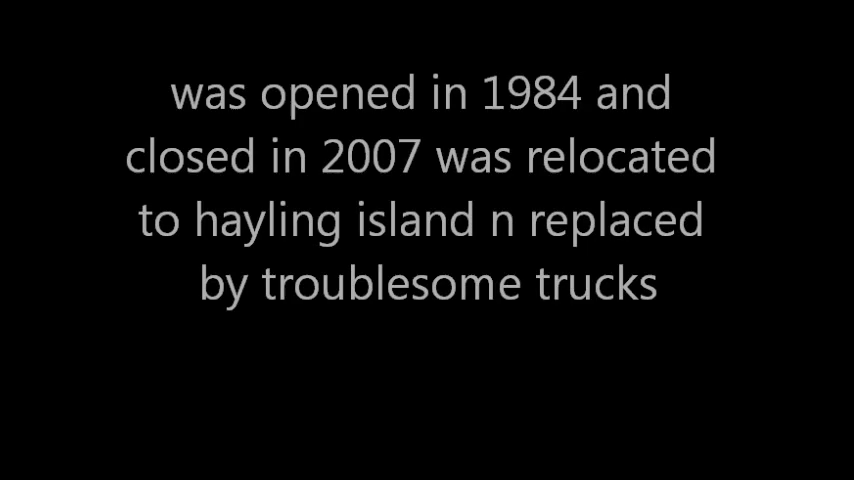 was opened in 1984 and
closed in 2007 was relocated
to hayling island n replaced
by troublesome trucks